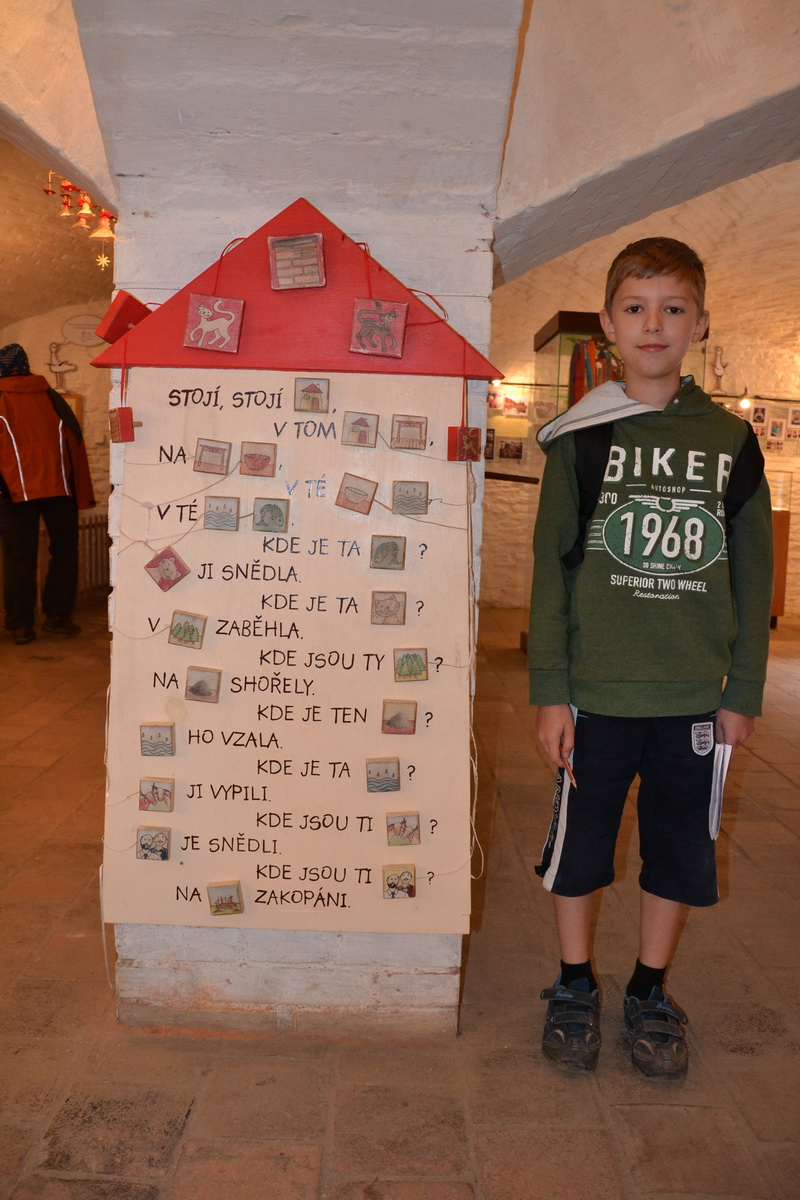 STOJÍ, STOJÍ ,
V TOM ,
NA ,
V TÉ
V TÉ .
KDE JE TA ?
JI SNĚDLA.
KDE JE TA ?
V ZABĚHLA.
KDE JSOU TY ?
NA SHOŘELY.
KDE JE TEN ?
HO VZALA.
KDE JE TA ?
JI VYPILI.
KDE JSOU TI ?
JE SNĚDLI.
KDE JSOU TI ?
NA ZAKOPÁNI.
BIKER
AUTOSHOP
1968
SUPERIOR TWO WHEEL
Restoration